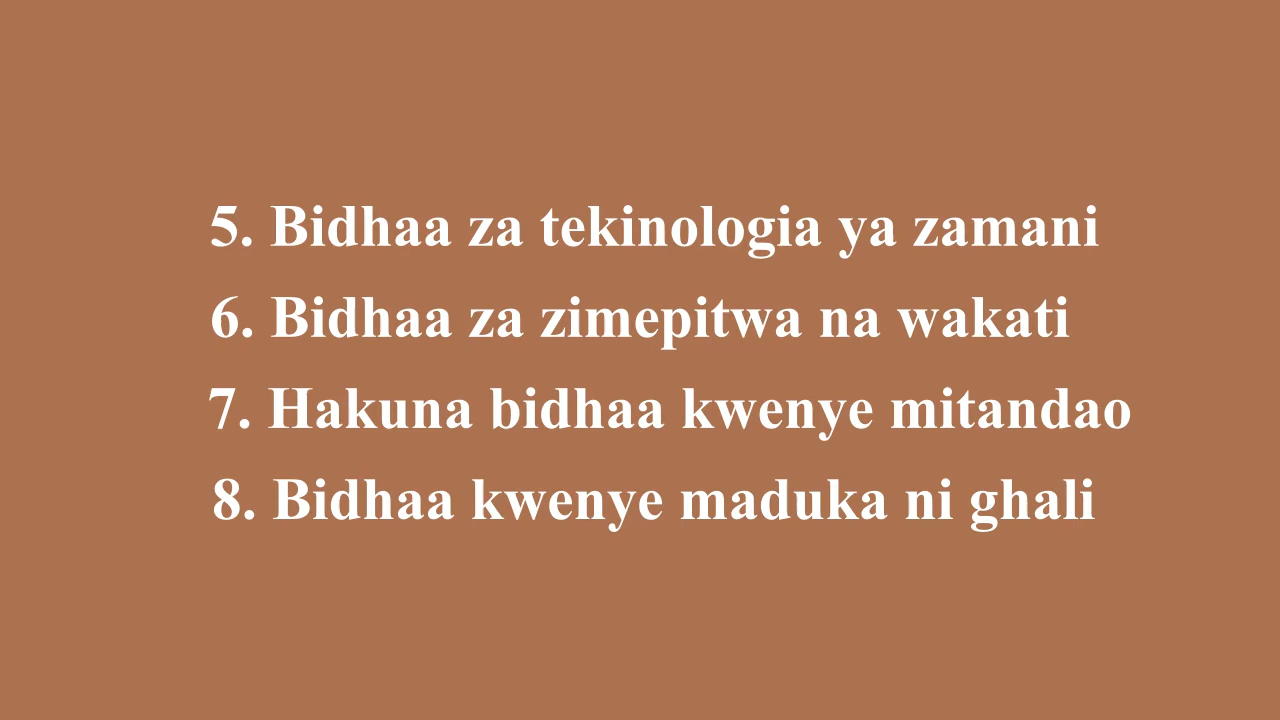 5. Bidhaa za tekinologia ya zamani
6. Bidhaa za zimepitwa na wakati
7. Hakuna bidhaa kwenye mitandao
8. Bidhaa kwenye maduka ni ghali